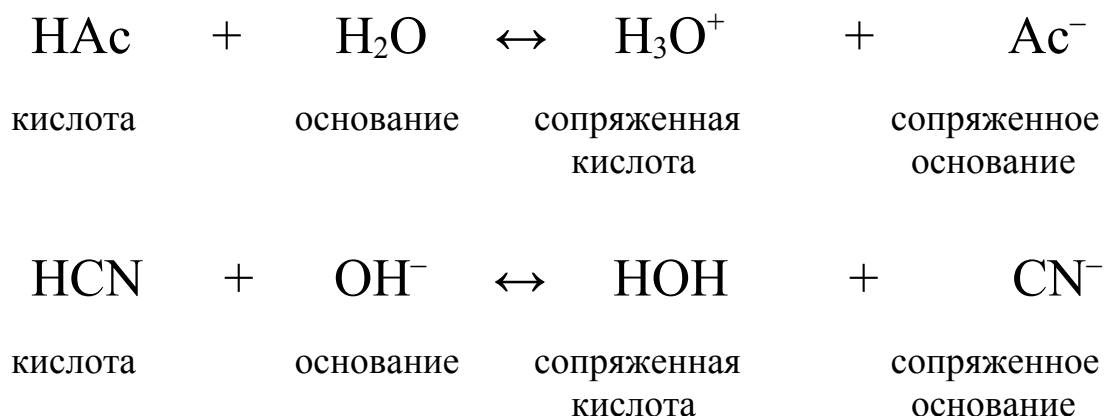 HAc + H₂O ↔ H₃O⁺ + Ac⁻
кислота основание сопряженная сопряженное
кислота основание
HCN + OH⁻ ↔ HOH + CN⁻
кислота основание сопряженная сопряженное
кислота основание